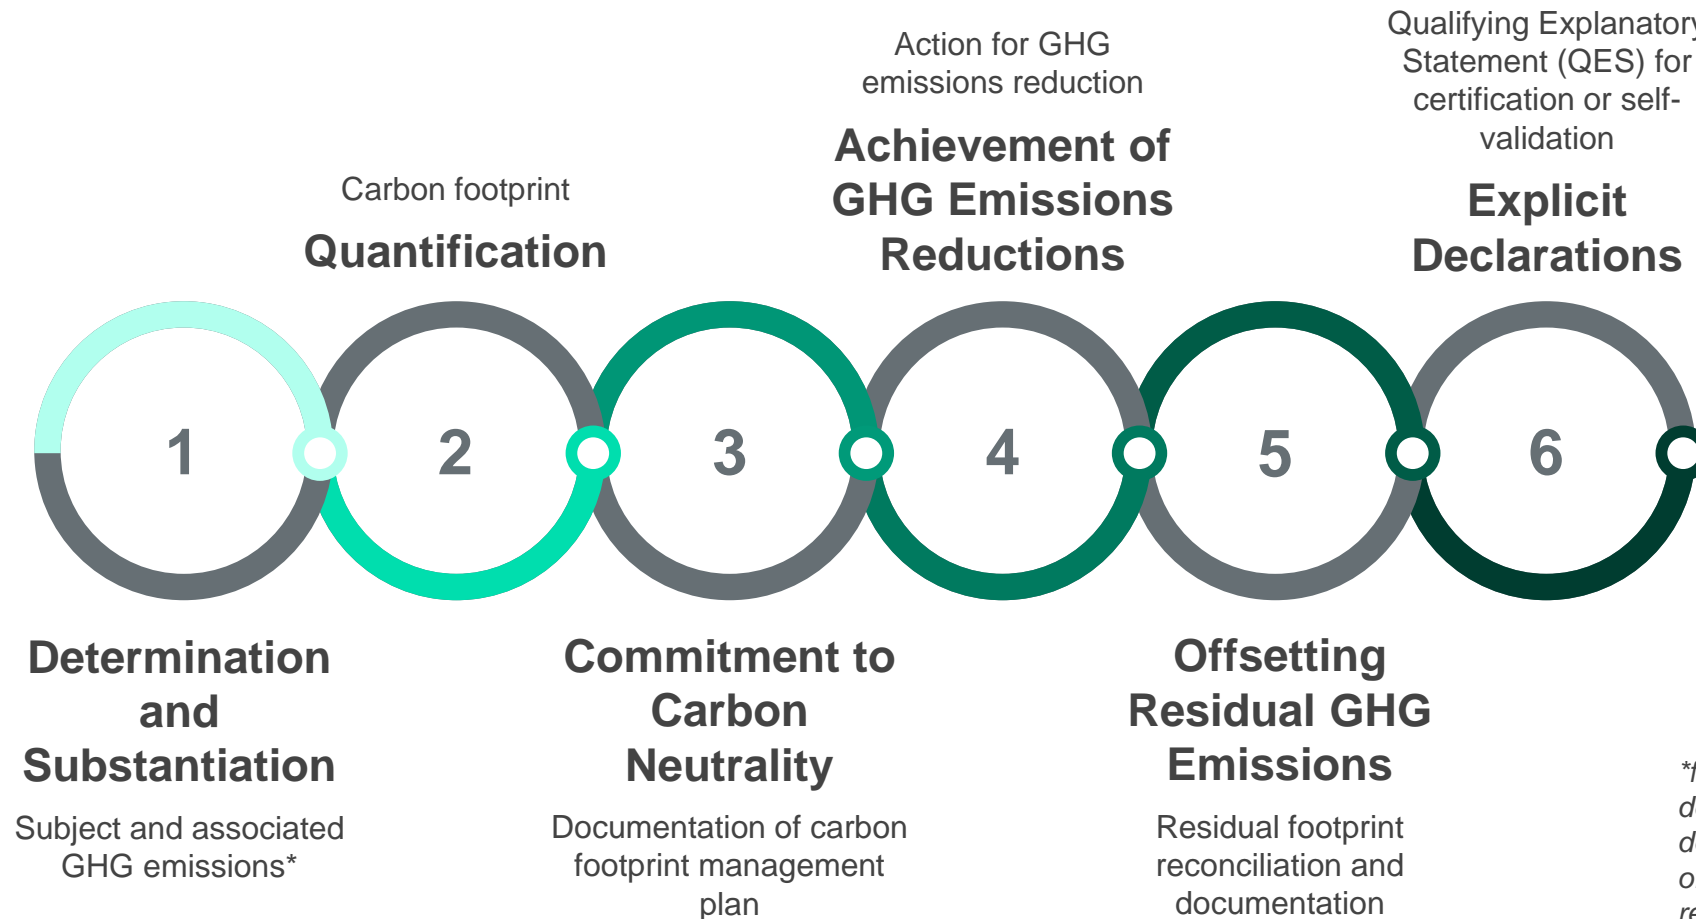 Determination
and
Substantiation
Subject and associated
GHG emissions*
1
Carbon footprint
Quantification
2
3
Commitment to
Carbon
Neutrality
Documentation of carbon
footprint management
plan
Action for GHG
emissions reduction
Achievement of
GHG Emissions
Reductions
4
5
Offsetting
Residual GHG
Emissions
Residual footprint
reconciliation and
documentation
Qualifying Explanatory
Statement (QES) for
certification or self-
validation
Explicit
Declarations
6